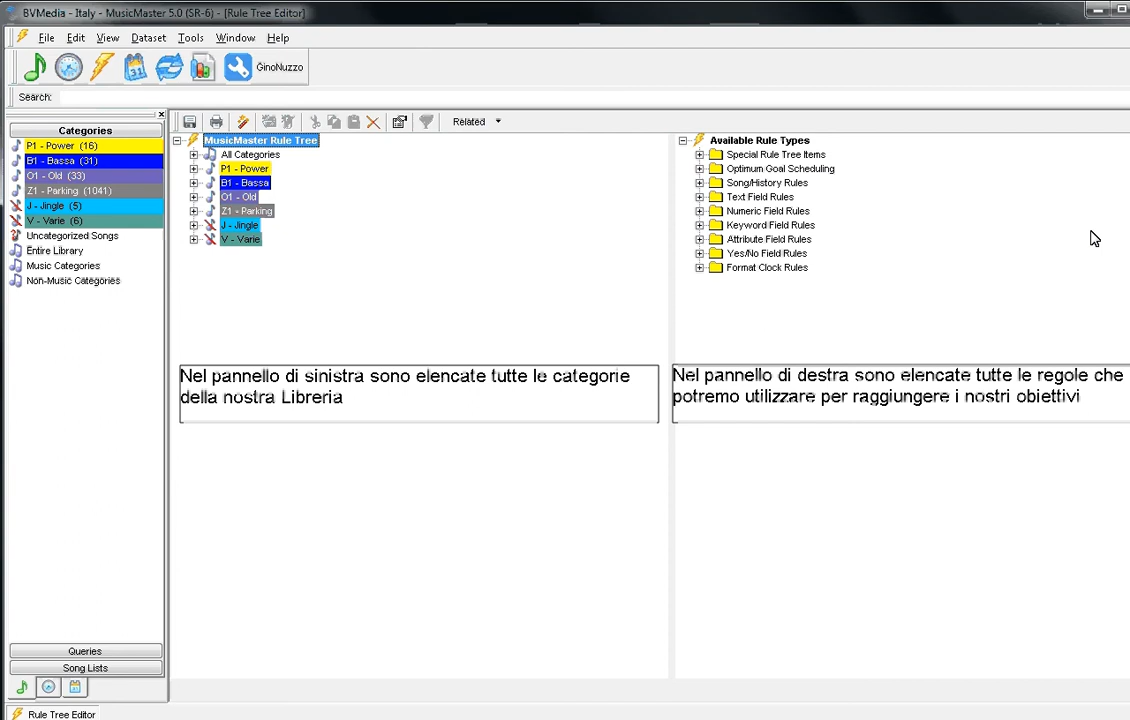 BVMedia - Italy - MusicMaster 5.0 (SR-6) - [Rule Tree Editor]
File Edit View Dataset Tools Window Help
31 GinoNuzzo
Search:
Categories
P1 - Power (16)
B1 - Bassa (31)
O1 - Old (33)
Z1 - Parking (1041)
J - Jingle (5)
V - Varie (6)
Uncategorized Songs
Entire Library
Music Categories
Non-Music Categories
Related
MusicMaster Rule Tree
All Categories
P1 - Power
B1 - Bassa
O1 - Old
Z1 - Parking
J - Jingle
V - Varie
Available Rule Types
Special Rule Tree Items
Optimum Goal Scheduling
Song/History Rules
Text Field Rules
Numeric Field Rules
Keyword Field Rules
Attribute Field Rules
Yes/No Field Rules
Format Clock Rules
Nel pannello di sinistra sono elencate tutte le categorie
della nostra Libreria
Nel pannello di destra sono elencate tutte le regole che
potremo utilizzare per raggiungere i nostri obiettivi
Queries
Song Lists
Rule Tree Editor